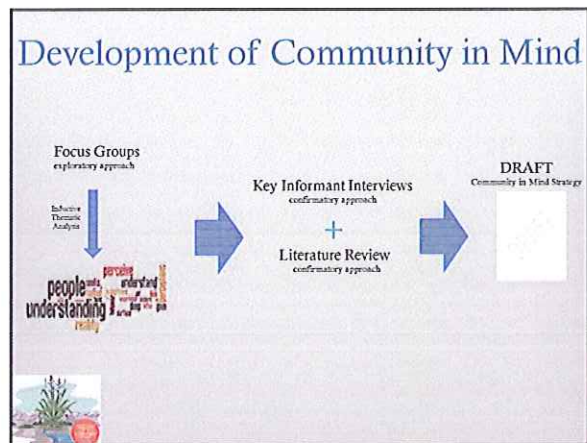 Development of Community in Mind
Focus Groups
exploratory approach
Inductive
Thematic
Analysis
people
understanding
perceive
understand
reality
Key Informant Interviews
confirmatory approach
+
Literature Review
confirmatory approach
DRAFT
Community in Mind Strategy